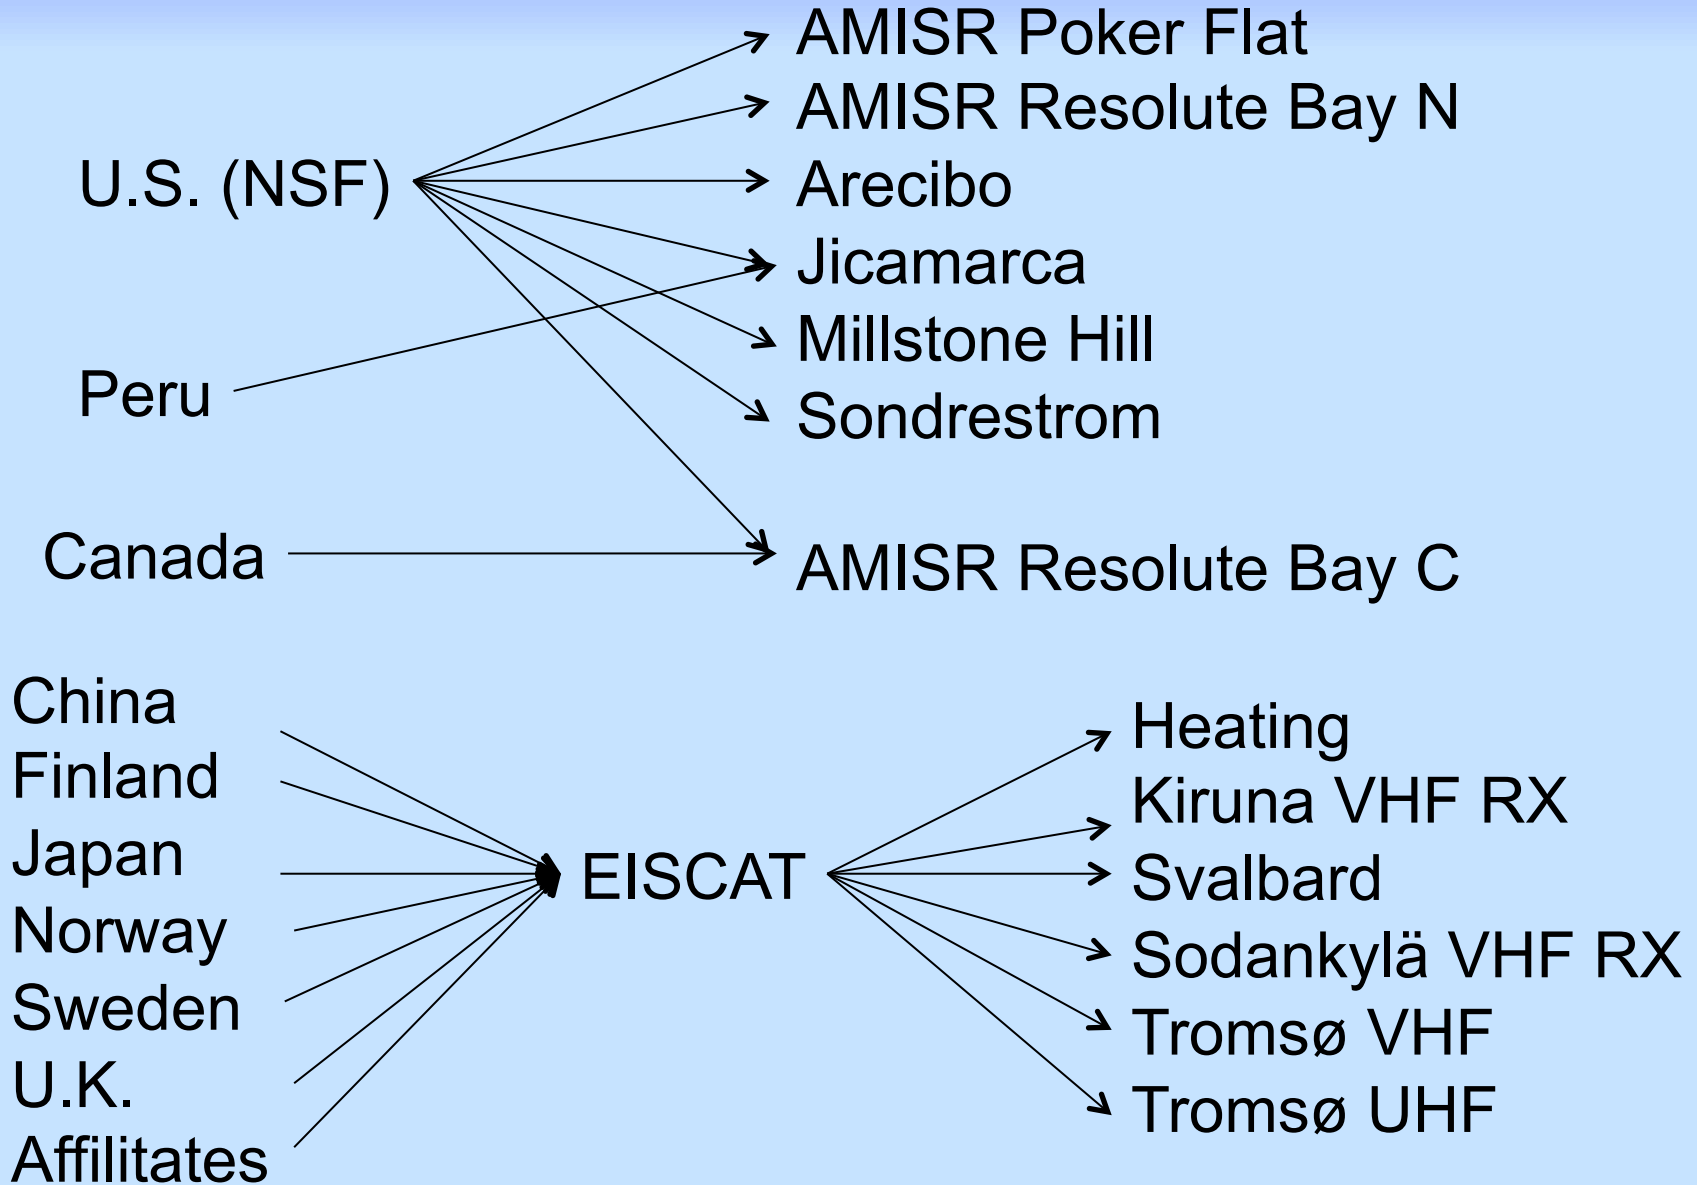 AMISR Poker Flat
AMISR Resolute Bay N
U.S. (NSF)
Arecibo
Jicamarca
Millstone Hill
Peru
Sondrestrom
Canada
AMISR Resolute Bay C
China
Finland
Japan
Norway
Sweden
U.K.
Affilitates
EISCAT
Heating
Kiruna VHF RX
Svalbard
Sodankylä VHF RX
Tromsø VHF
Tromsø UHF